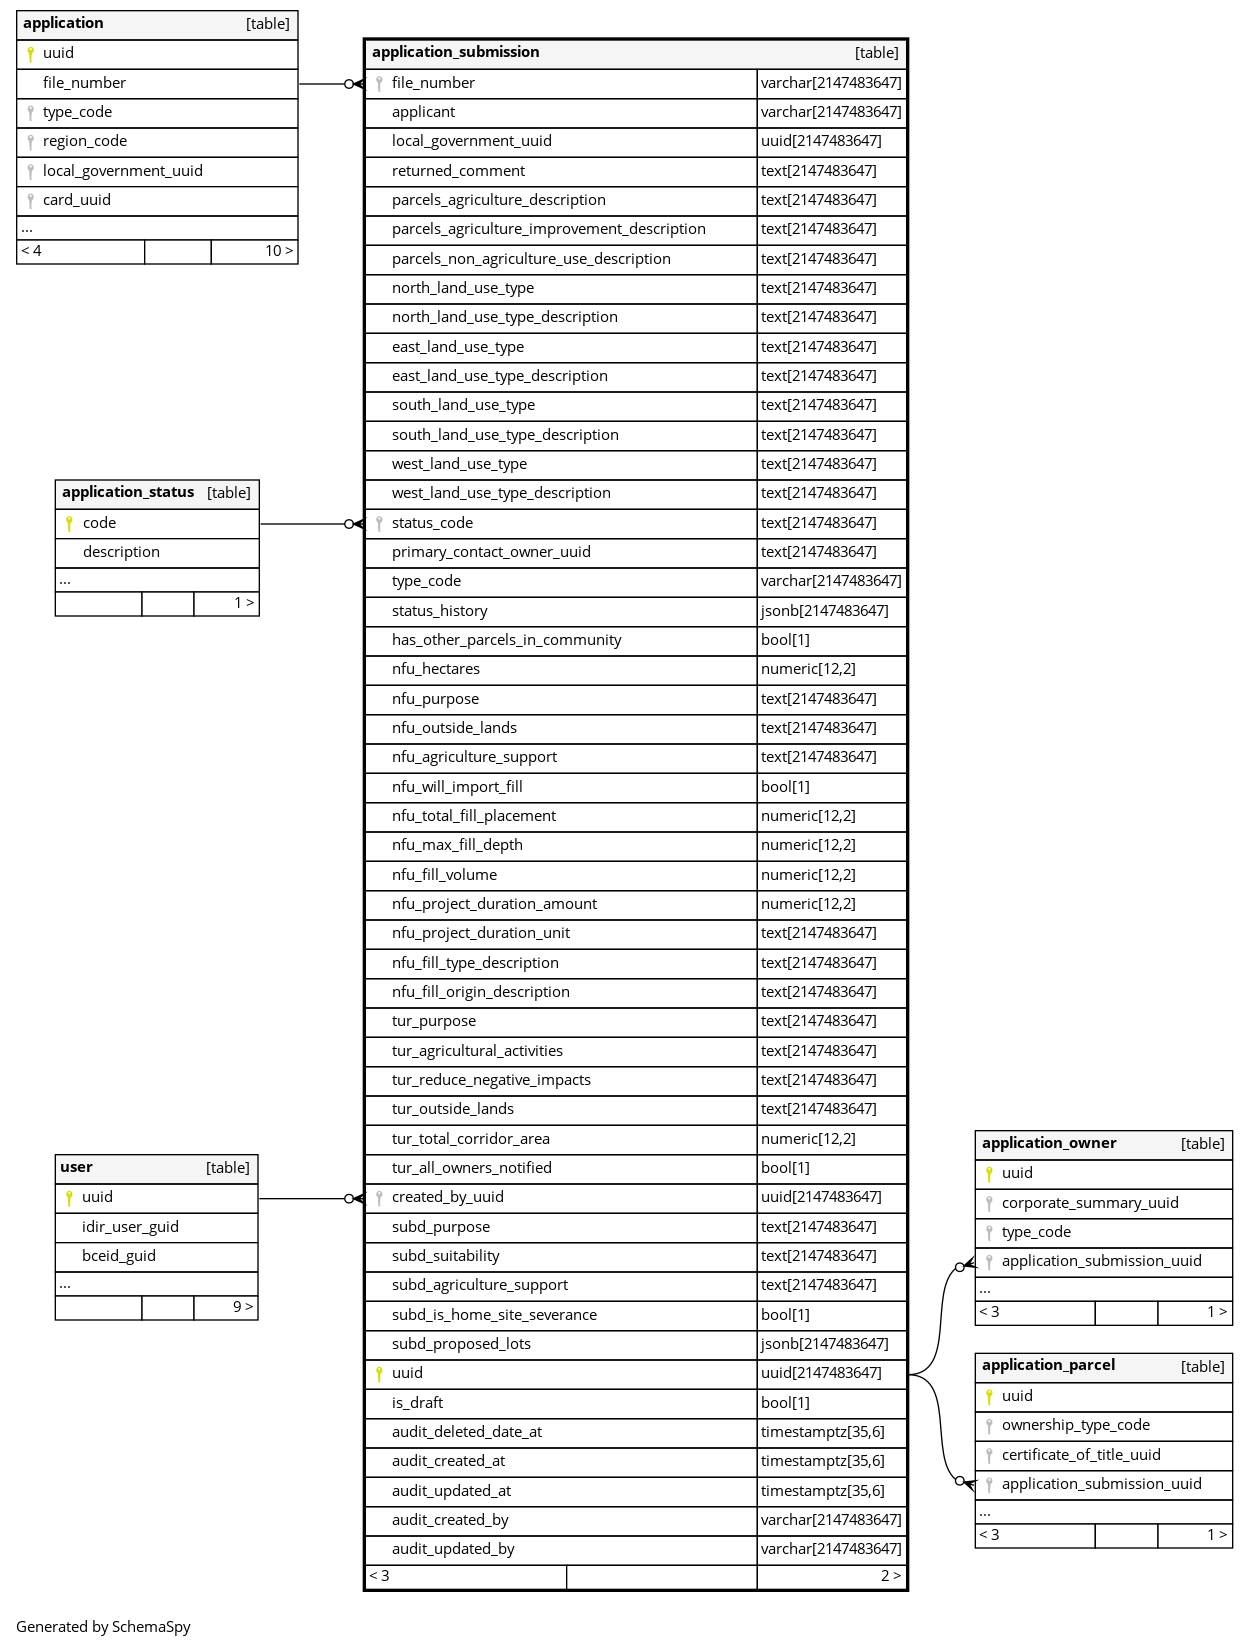 application [table]
uuid
file_number
type_code
region_code
local_government_uuid
card_uuid
...
< 4 10 >
application_submission [table]
file_number varchar[2147483647]
applicant varchar[2147483647]
local_government_uuid uuid[2147483647]
returned_comment text[2147483647]
parcels_agriculture_description text[2147483647]
parcels_agriculture_improvement_description text[2147483647]
parcels_non_agriculture_use_description text[2147483647]
north_land_use_type text[2147483647]
north_land_use_type_description text[2147483647]
east_land_use_type text[2147483647]
east_land_use_type_description text[2147483647]
south_land_use_type text[2147483647]
south_land_use_type_description text[2147483647]
west_land_use_type text[2147483647]
west_land_use_type_description text[2147483647]
status_code text[2147483647]
primary_contact_owner_uuid text[2147483647]
type_code varchar[2147483647]
status_history jsonb[2147483647]
has_other_parcels_in_community bool[1]
nfu_hectares numeric[12,2]
nfu_purpose text[2147483647]
nfu_outside_lands text[2147483647]
nfu_agriculture_support text[2147483647]
nfu_will_import_fill bool[1]
nfu_total_fill_placement numeric[12,2]
nfu_max_fill_depth numeric[12,2]
nfu_fill_volume numeric[12,2]
nfu_project_duration_amount numeric[12,2]
nfu_project_duration_unit text[2147483647]
nfu_fill_type_description text[2147483647]
nfu_fill_origin_description text[2147483647]
tur_purpose text[2147483647]
tur_agricultural_activities text[2147483647]
tur_reduce_negative_impacts text[2147483647]
tur_outside_lands text[2147483647]
tur_total_corridor_area numeric[12,2]
tur_all_owners_notified bool[1]
created_by_uuid uuid[2147483647]
subd_purpose text[2147483647]
subd_suitability text[2147483647]
subd_agriculture_support text[2147483647]
subd_is_home_site_severance bool[1]
subd_proposed_lots jsonb[2147483647]
uuid uuid[2147483647]
is_draft bool[1]
audit_deleted_date_at timestamptz[35,6]
audit_created_at timestamptz[35,6]
audit_updated_at timestamptz[35,6]
audit_created_by varchar[2147483647]
audit_updated_by varchar[2147483647]
< 3 2 >
application_status [table]
code
description
...
1 >
user [table]
uuid
idir_user_guid
bceid_guid
...
9 >
application_owner [table]
uuid
corporate_summary_uuid
type_code
application_submission_uuid
...
< 3 1 >
application_parcel [table]
uuid
ownership_type_code
certificate_of_title_uuid
application_submission_uuid
...
< 3 1 >
Generated by SchemaSpy